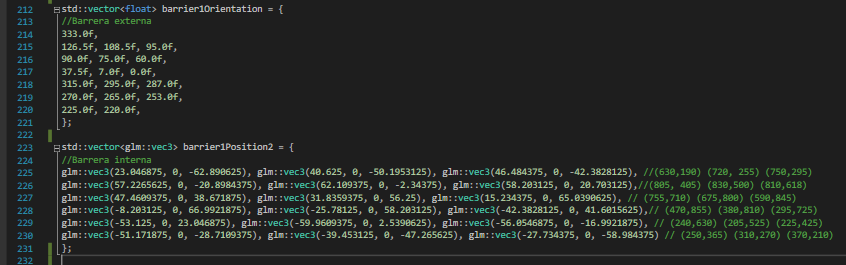 212 std::vector<float> barrier1Orientation = {
213 //Barrera externa
214 333.0f,
215 126.5f, 108.5f, 95.0f,
216 90.0f, 75.0f, 60.0f,
217 37.5f, 7.0f, 0.0f,
218 315.0f, 295.0f, 287.0f,
219 270.0f, 265.0f, 253.0f,
220 225.0f, 220.0f,
221 };
222
223 std::vector<glm::vec3> barrier1Position2 = {
224 //Barrera interna
225 glm::vec3(23.046875, 0, -62.890625), glm::vec3(40.625, 0, -50.1953125), glm::vec3(46.484375, 0, -42.3828125), //(630,190) (720, 255) (750,295)
226 glm::vec3(57.2265625, 0, -20.8984375), glm::vec3(62.109375, 0, -2.34375), glm::vec3(58.203125, 0, 20.703125),//(805, 405) (830,500) (810,618)
227 glm::vec3(47.4609375, 0, 38.671875), glm::vec3(31.8359375, 0, 56.25), glm::vec3(15.234375, 0, 65.0390625), // (755,710) (675,800) (590,845)
228 glm::vec3(-8.203125, 0, 66.9921875), glm::vec3(-25.78125, 0, 58.203125), glm::vec3(-42.3828125, 0, 41.6015625),// (470,855) (380,810) (295,725)
229 glm::vec3(-53.125, 0, 23.046875), glm::vec3(-59.9609375, 0, 2.5390625), glm::vec3(-56.0546875, 0, -16.9921875), // (240,630) (205,525) (225,425)
230 glm::vec3(-51.171875, 0, -28.7109375), glm::vec3(-39.453125, 0, -47.265625), glm::vec3(-27.734375, 0, -58.984375) // (250,365) (310,270) (370,210)
231 };
232